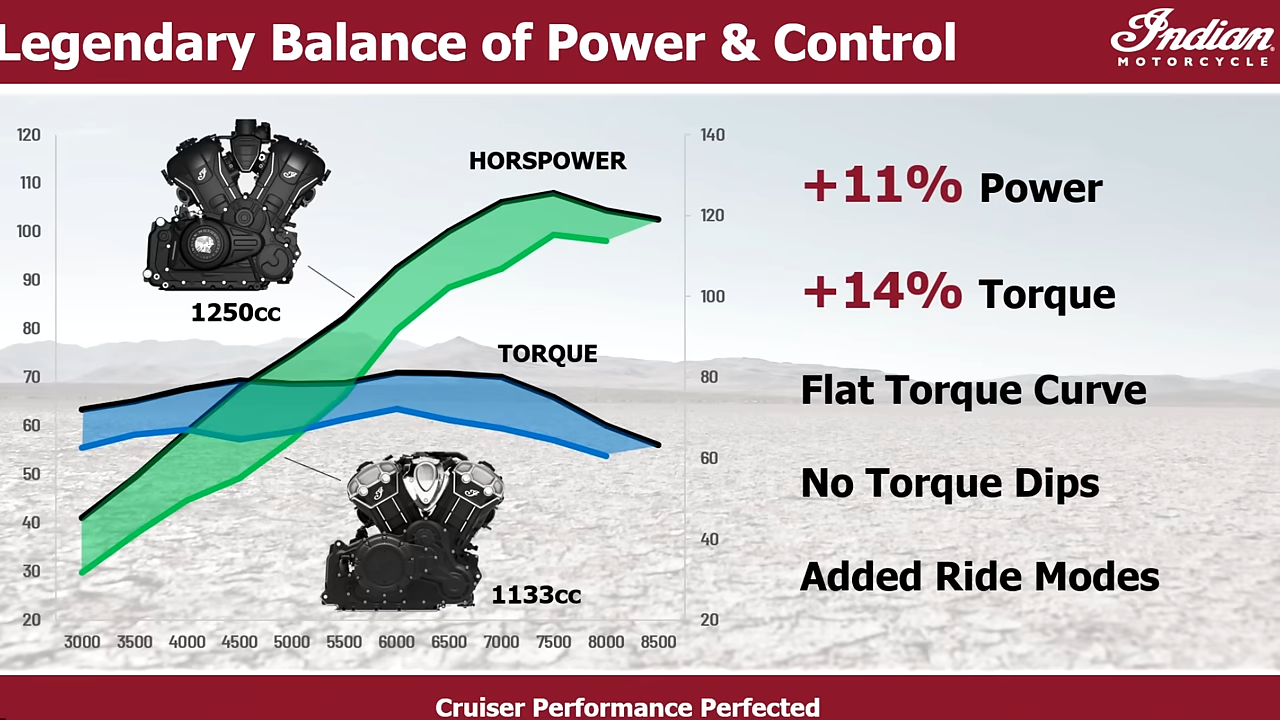 Legendary Balance of Power & Control
Indian
MOTORCYCLE
HORSPOWER
1250cc
TORQUE
1133cc
120
110
100
90
80
70
60
50
40
30
20
140
120
100
80
60
40
20
3000 3500 4000 4500 5000 5500 6000 6500 7000 7500 8000 8500
+11% Power
+14% Torque
Flat Torque Curve
No Torque Dips
Added Ride Modes
Cruiser Performance Perfected